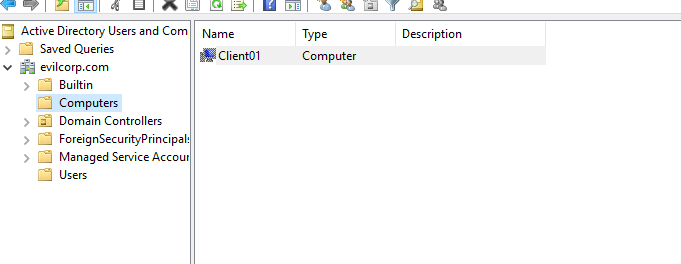 Active Directory Users and Com
Saved Queries
evilcorp.com
Builtin
Computers
Domain Controllers
ForeignSecurityPrincipals
Managed Service Accour
Users
Name Type Description
Client01 Computer